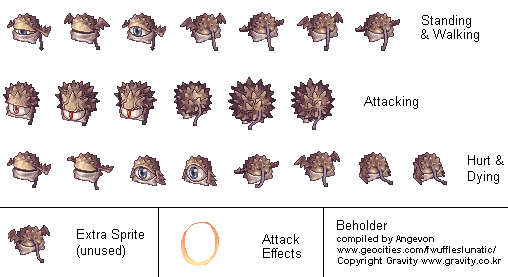 Standing
& Walking
Attacking
Hurt &
Dying
Extra Sprite
(unused)
Attack
Effects
Beholder
compiled by Angevon
www.geocities.com/fwuffleslunatic/
Copyright Gravity www.gravity.co.kr